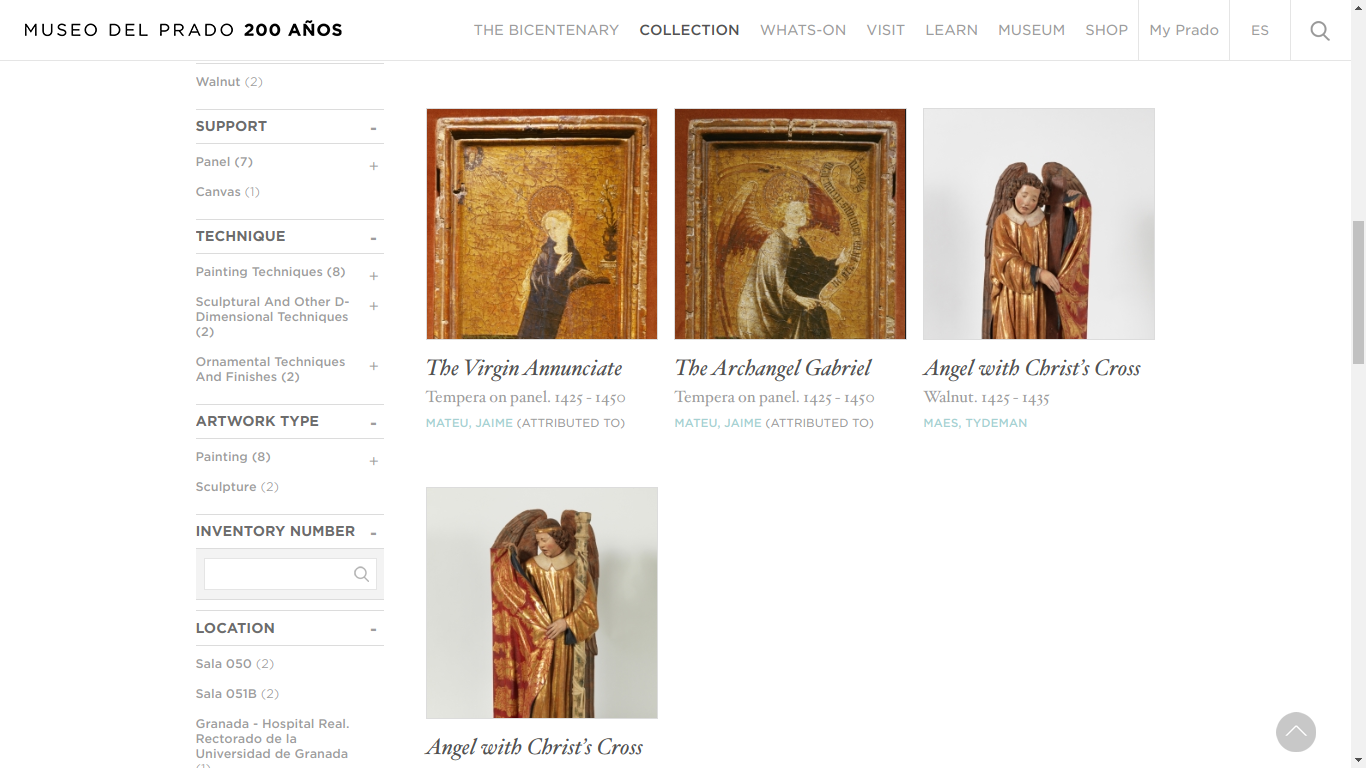 MUSEO DEL PRADO 200 AÑOS
THE BICENTENARY
COLLECTION
WHATS-ON
VISIT
LEARN
MUSEUM
SHOP
My Prado
ES
Walnut (2)
SUPPORT -
Panel (7) +
Canvas (1)
TECHNIQUE -
Painting Techniques (8) +
Sculptural And Other D-
Dimensional Techniques +
(2)
Ornamental Techniques +
And Finishes (2)
ARTWORK TYPE -
Painting (8) +
Sculpture (2)
INVENTORY NUMBER -
LOCATION -
Sala 050 (2)
Sala 051B (2)
Granada - Hospital Real.
Rectorado de la
Universidad de Granada
The Virgin Annunciate
Tempera on panel. 1425 - 1450
MATEU, JAIME (ATTRIBUTED TO)
The Archangel Gabriel
Tempera on panel. 1425 - 1450
MATEU, JAIME (ATTRIBUTED TO)
Angel with Christ's Cross
Walnut. 1425 - 1435
MAES, TYDEMAN
Angel with Christ's Cross